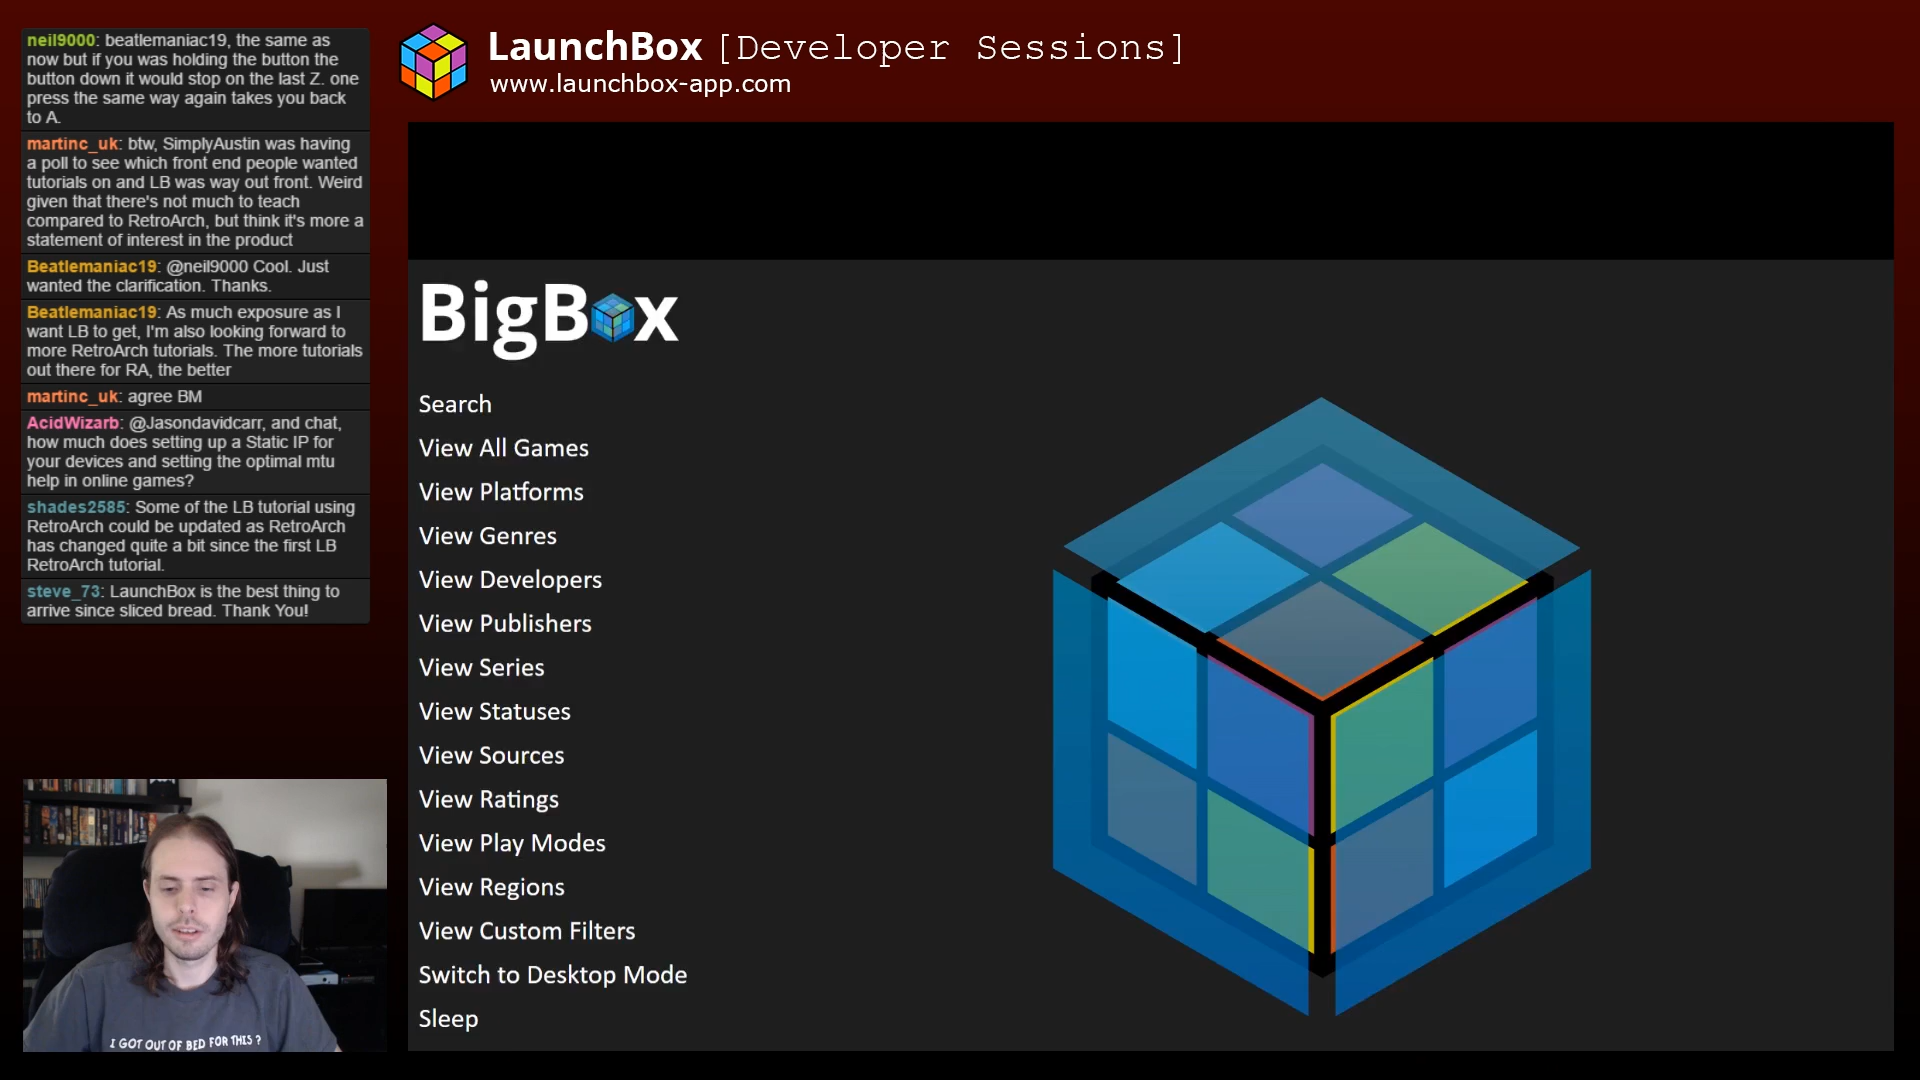 neil9000: beatlemaniac19, the same as
now but if you was holding the button the
button down it would stop on the last Z. one
press the same way again takes you back
to A.
martinc_uk: btw, SimplyAustin was having
a poll to see which front end people wanted
tutorials on and LB was way out front. Weird
given that there's not much to teach
compared to RetroArch, but think it's more a
statement of interest in the product
Beatlemaniac19: @neil9000 Cool. Just
wanted the clarification. Thanks.
Beatlemaniac19: As much exposure as I
want LB to get, I'm also looking forward to
more RetroArch tutorials. The more tutorials
out there for RA, the better
martinc_uk: agree BM
AcidWizarb: @Jasondavidcarr, and chat,
how much does setting up a Static IP for
your devices and setting the optimal mtu
help in online games?
shades2585: Some of the LB tutorial using
RetroArch could be updated as RetroArch
has changed quite a bit since the first LB
RetroArch tutorial.
steve_73: LaunchBox is the best thing to
arrive since sliced bread. Thank You!
LaunchBox [Developer Sessions]
www.launchbox-app.com
BigBox
Search
View All Games
View Platforms
View Genres
View Developers
View Publishers
View Series
View Statuses
View Sources
View Ratings
View Play Modes
View Regions
View Custom Filters
Switch to Desktop Mode
Sleep
I GOT OUT OF BED FOR THIS ?